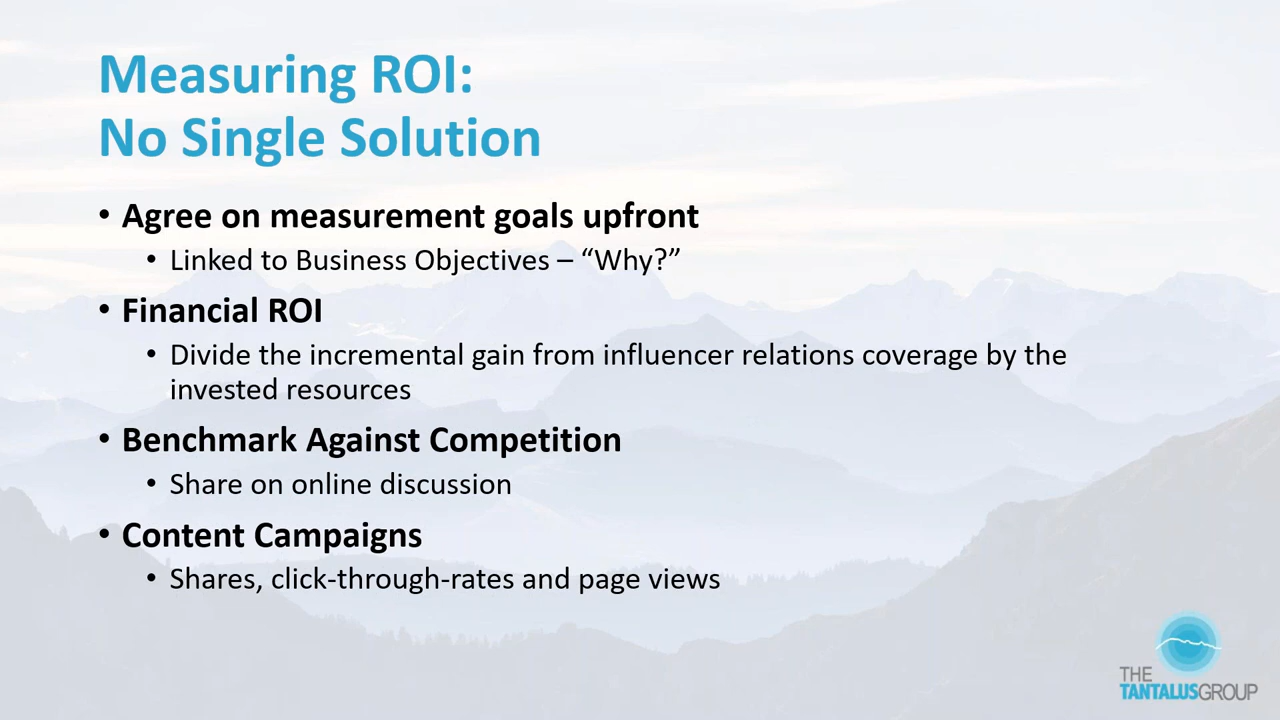 Measuring ROI:
No Single Solution
• Agree on measurement goals upfront
• Linked to Business Objectives – “Why?”
• Financial ROI
• Divide the incremental gain from influencer relations coverage by the
invested resources
• Benchmark Against Competition
• Share on online discussion
• Content Campaigns
• Shares, click-through-rates and page views
THE
TANTALUSGROUP